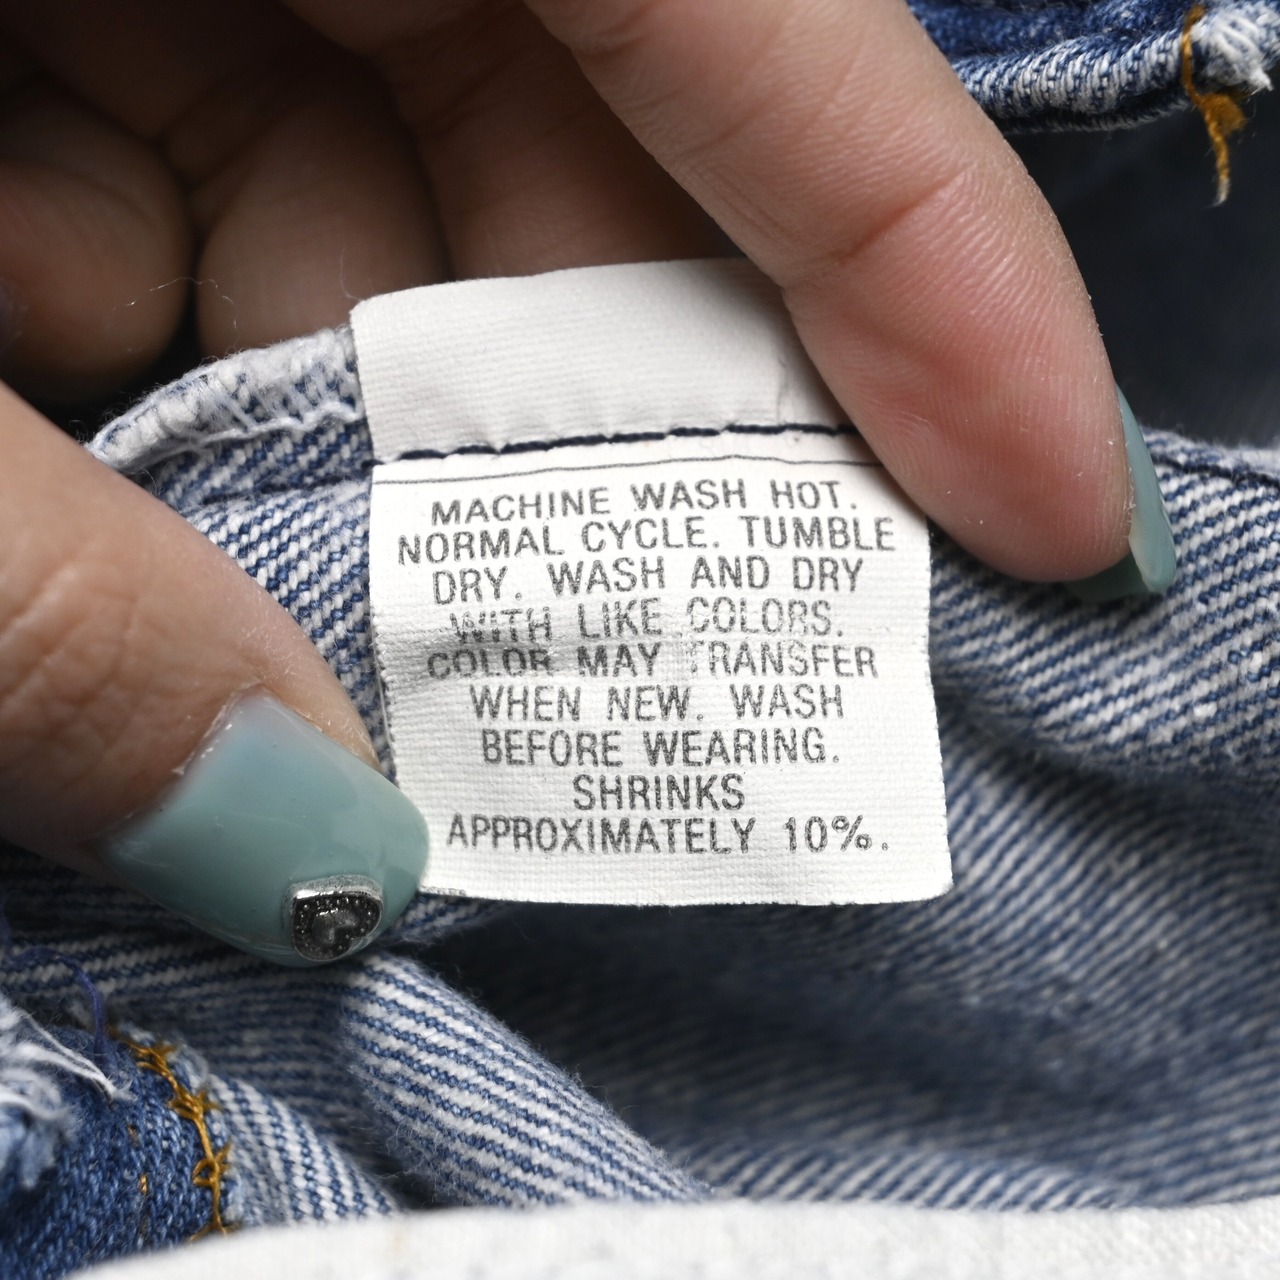 MACHINE WASH HOT.
NORMAL CYCLE. TUMBLE
DRY. WASH AND DRY
WITH LIKE COLORS.
COLOR MAY TRANSFER
WHEN NEW. WASH
BEFORE WEARING.
SHRINKS
APPROXIMATELY 10%.